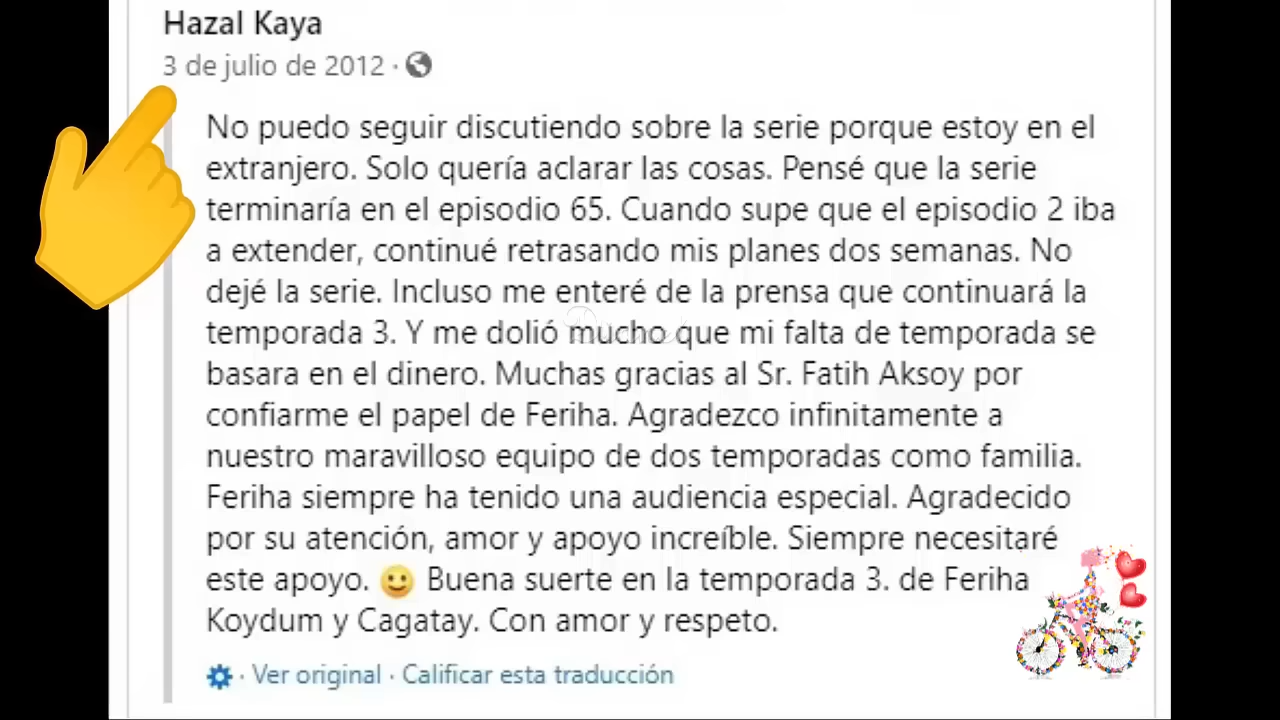 Hazal Kaya
3 de julio de 2012 ·
No puedo seguir discutiendo sobre la serie porque estoy en el
extranjero. Solo quería aclarar las cosas. Pensé que la serie
terminaría en el episodio 65. Cuando supe que el episodio 2 iba
a extender, continué retrasando mis planes dos semanas. No
dejé la serie. Incluso me enteré de la prensa que continuará la
temporada 3. Y me dolió mucho que mi falta de temporada se
basara en el dinero. Muchas gracias al Sr. Fatih Aksoy por
confiarme el papel de Feriha. Agradezco infinitamente a
nuestro maravilloso equipo de dos temporadas como familia.
Feriha siempre ha tenido una audiencia especial. Agradecido
por su atención, amor y apoyo increíble. Siempre necesitaré
este apoyo. 🙂 Buena suerte en la temporada 3. de Feriha
Koydum y Cagatay. Con amor y respeto.
· Ver original · Calificar esta traducción